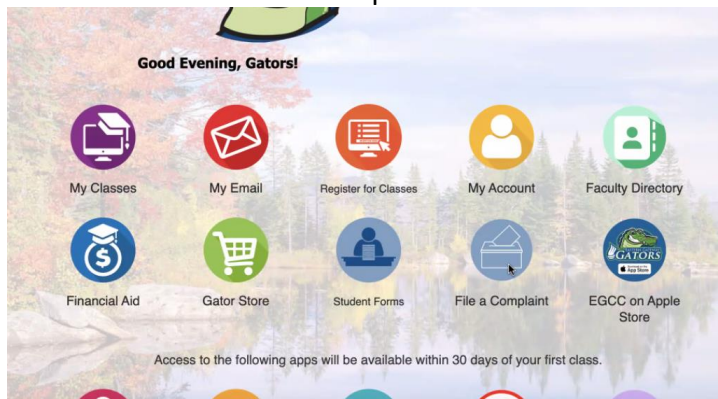 Good Evening, Gators!
My Classes
My Email
Register for Classes
My Account
Faculty Directory
Financial Aid
Gator Store
Student Forms
File a Complaint
GATORS
App Store
EGCC on Apple
Store
Access to the following apps will be available within 30 days of your first class.